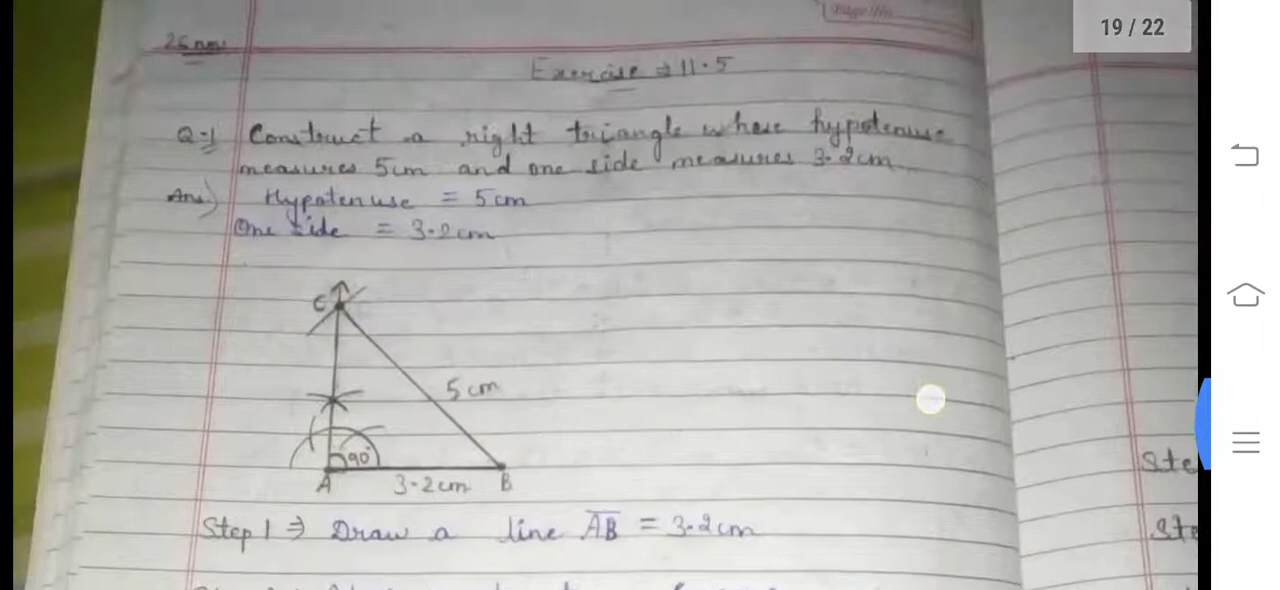 19 / 22
25 nov
Exercise ⇒ 11.5
Q-1 Construct a right triangle whose hypotenuse
measures 5cm and one side measures 3.2cm
Ans) Hypotenuse = 5cm
One side = 3.2cm
C
5 cm
90°
A 3.2cm B
Step 1 ⇒ Draw a line AB = 3.2cm
Ste
Ste